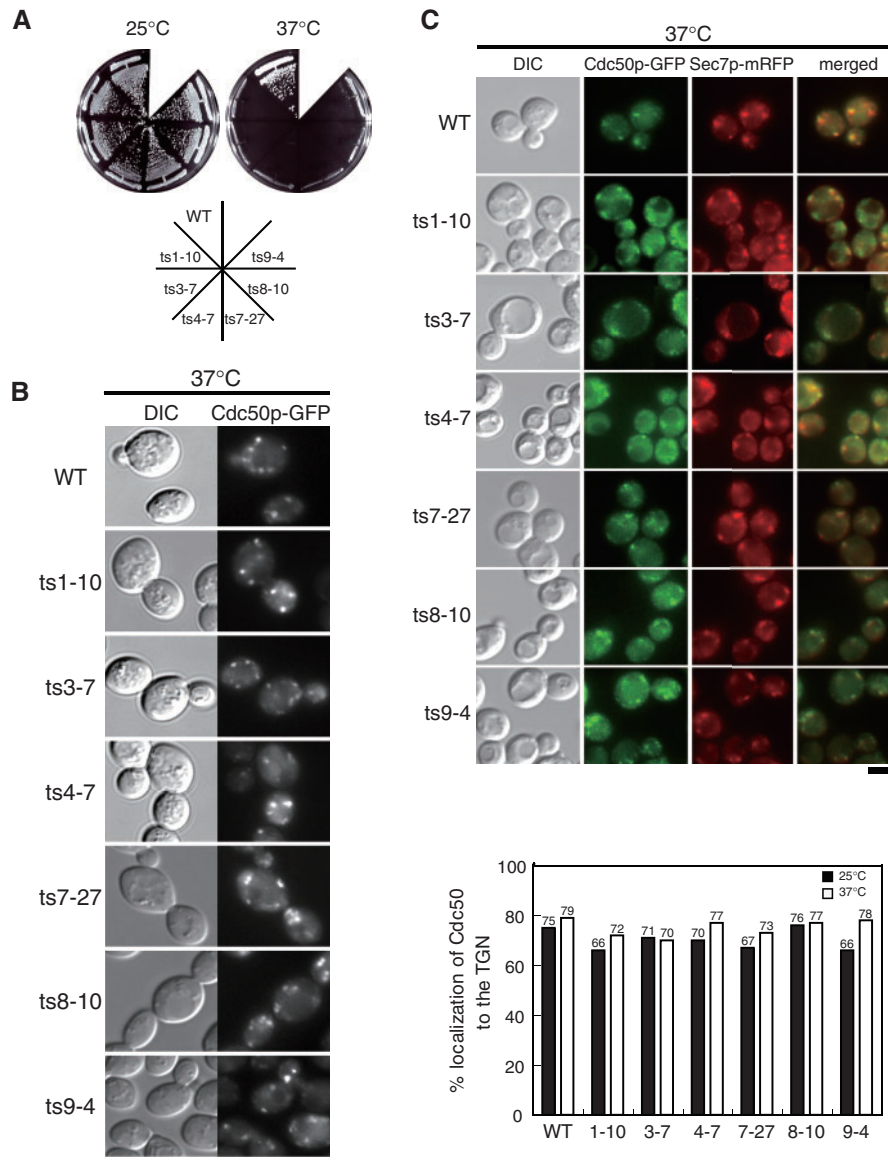 A
25°C 37°C
WT
ts1-10 ts9-4
ts3-7 ts8-10
ts4-7 ts7-27
B
37°C
DIC Cdc50p-GFP
WT
ts1-10
ts3-7
ts4-7
ts7-27
ts8-10
ts9-4
C
37°C
DIC Cdc50p-GFP Sec7p-mRFP merged
WT
ts1-10
ts3-7
ts4-7
ts7-27
ts8-10
ts9-4
% localization of Cdc50
to the TGN
100
80
60
40
20
0
25°C
37°C
75 79 66 72 71 70 70 77 67 73 76 77 66 78
WT 1-10 3-7 4-7 7-27 8-10 9-4